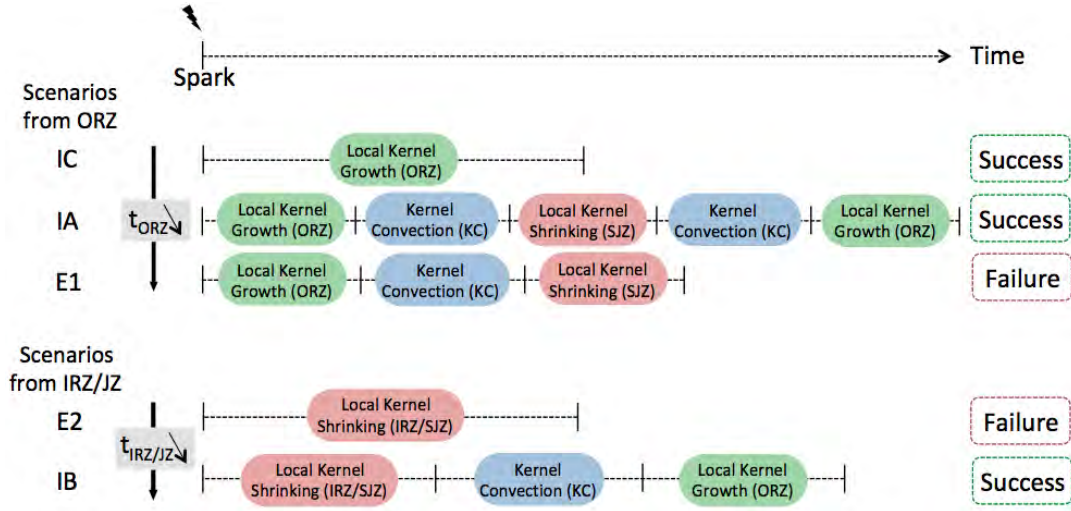 Spark
Time
Scenarios
from ORZ
IC
Local Kernel
Growth (ORZ)
Success
tORZ
IA
Local Kernel
Growth (ORZ)
Kernel
Convection (KC)
Local Kernel
Shrinking (SJZ)
Kernel
Convection (KC)
Local Kernel
Growth (ORZ)
Success
E1
Local Kernel
Growth (ORZ)
Kernel
Convection (KC)
Local Kernel
Shrinking (SJZ)
Failure
Scenarios
from IRZ/JZ
E2
Local Kernel
Shrinking (IRZ/SJZ)
Failure
tIRZ/JZ
IB
Local Kernel
Shrinking (IRZ/SJZ)
Kernel
Convection (KC)
Local Kernel
Growth (ORZ)
Success